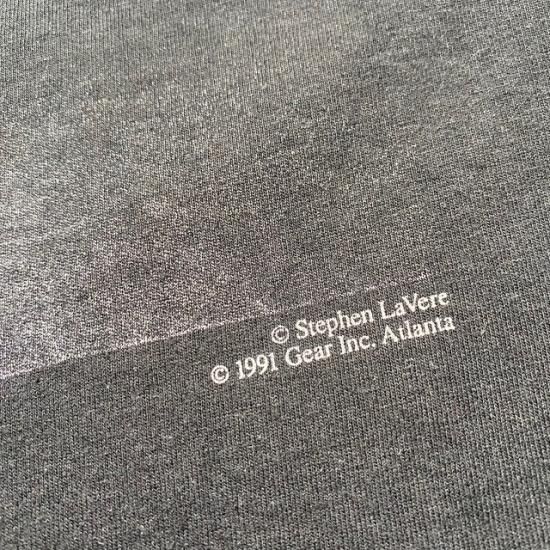 © Stephen LaVere
© 1991 Gear Inc. Atlanta